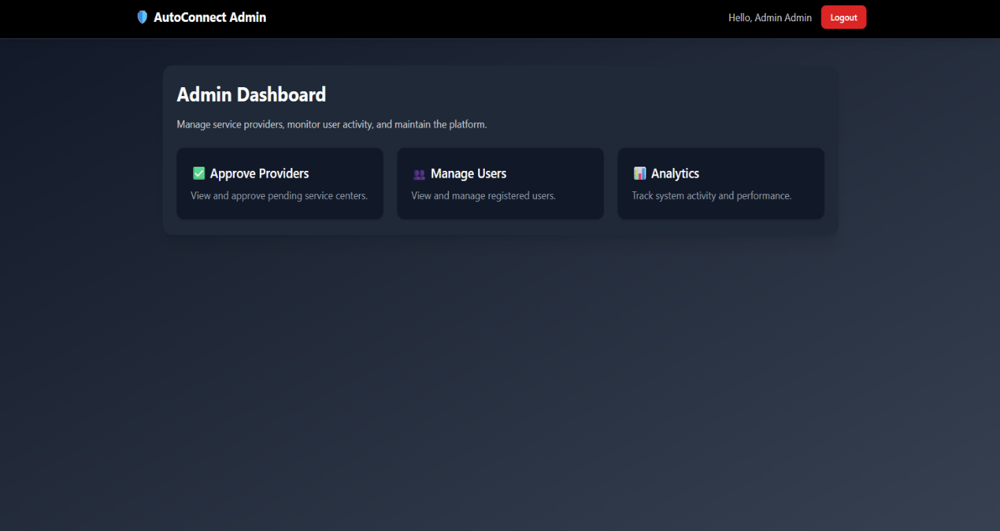 AutoConnect Admin
Hello, Admin Admin
Logout
Admin Dashboard
Manage service providers, monitor user activity, and maintain the platform.
Approve Providers
View and approve pending service centers.
Manage Users
View and manage registered users.
Analytics
Track system activity and performance.